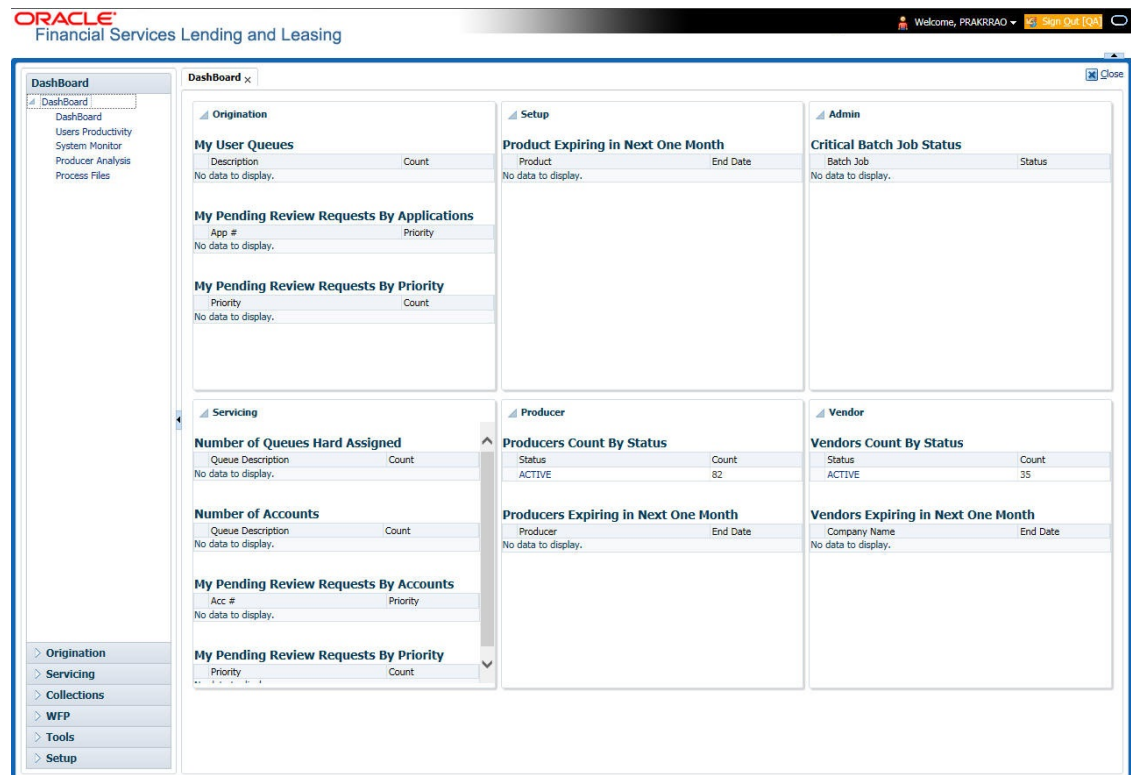 ORACLE®
Financial Services Lending and Leasing
Welcome, PRAKRRAO
Sign Out [QA]
DashBoard
DashBoard
DashBoard
Users Productivity
System Monitor
Producer Analysis
Process Files
Origination
Servicing
Collections
WFP
Tools
Setup
DashBoard x
Close
Origination
My User Queues
Description Count
No data to display.
My Pending Review Requests By Applications
App # Priority
No data to display.
My Pending Review Requests By Priority
Priority Count
No data to display.
Setup
Product Expiring in Next One Month
Product End Date
No data to display.
Admin
Critical Batch Job Status
Batch Job Status
No data to display.
Servicing
Number of Queues Hard Assigned
Queue Description Count
No data to display.
Number of Accounts
Queue Description Count
No data to display.
My Pending Review Requests By Accounts
Acc # Priority
No data to display.
My Pending Review Requests By Priority
Priority Count
Producer
Producers Count By Status
Status Count
ACTIVE 82
Producers Expiring in Next One Month
Producer End Date
No data to display.
Vendor
Vendors Count By Status
Status Count
ACTIVE 35
Vendors Expiring in Next One Month
Company Name End Date
No data to display.